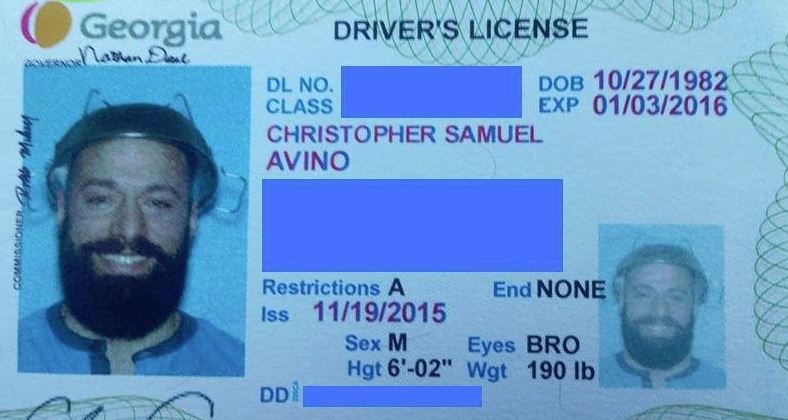 Georgia DRIVER'S LICENSE
GOVERNOR Nathan Deal
DL NO. DOB 10/27/1982
CLASS EXP 01/03/2016
CHRISTOPHER SAMUEL
AVINO
COMMISSIONER
Restrictions A End NONE
Iss 11/19/2015
Sex M Eyes BRO
Hgt 6'-02" Wgt 190 lb
DD